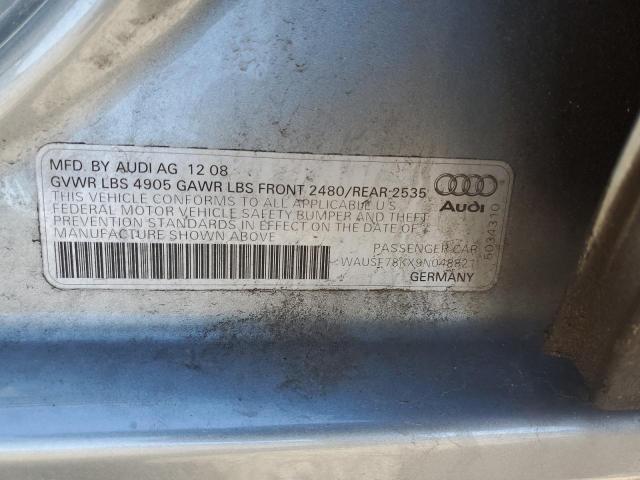 MFD. BY AUDI AG 12 08
GVWR LBS 4905 GAWR LBS FRONT 2480/REAR 2535
THIS VEHICLE CONFORMS TO ALL APPLICABLE U.S.
FEDERAL MOTOR VEHICLE SAFETY BUMPER AND THEFT
PREVENTION STANDARDS IN EFFECT ON THE DATE OF
MANUFACTURE SHOWN ABOVE
PASSENGER CAR
WAUSF78KX9N048821
GERMANY
Audi
5034310